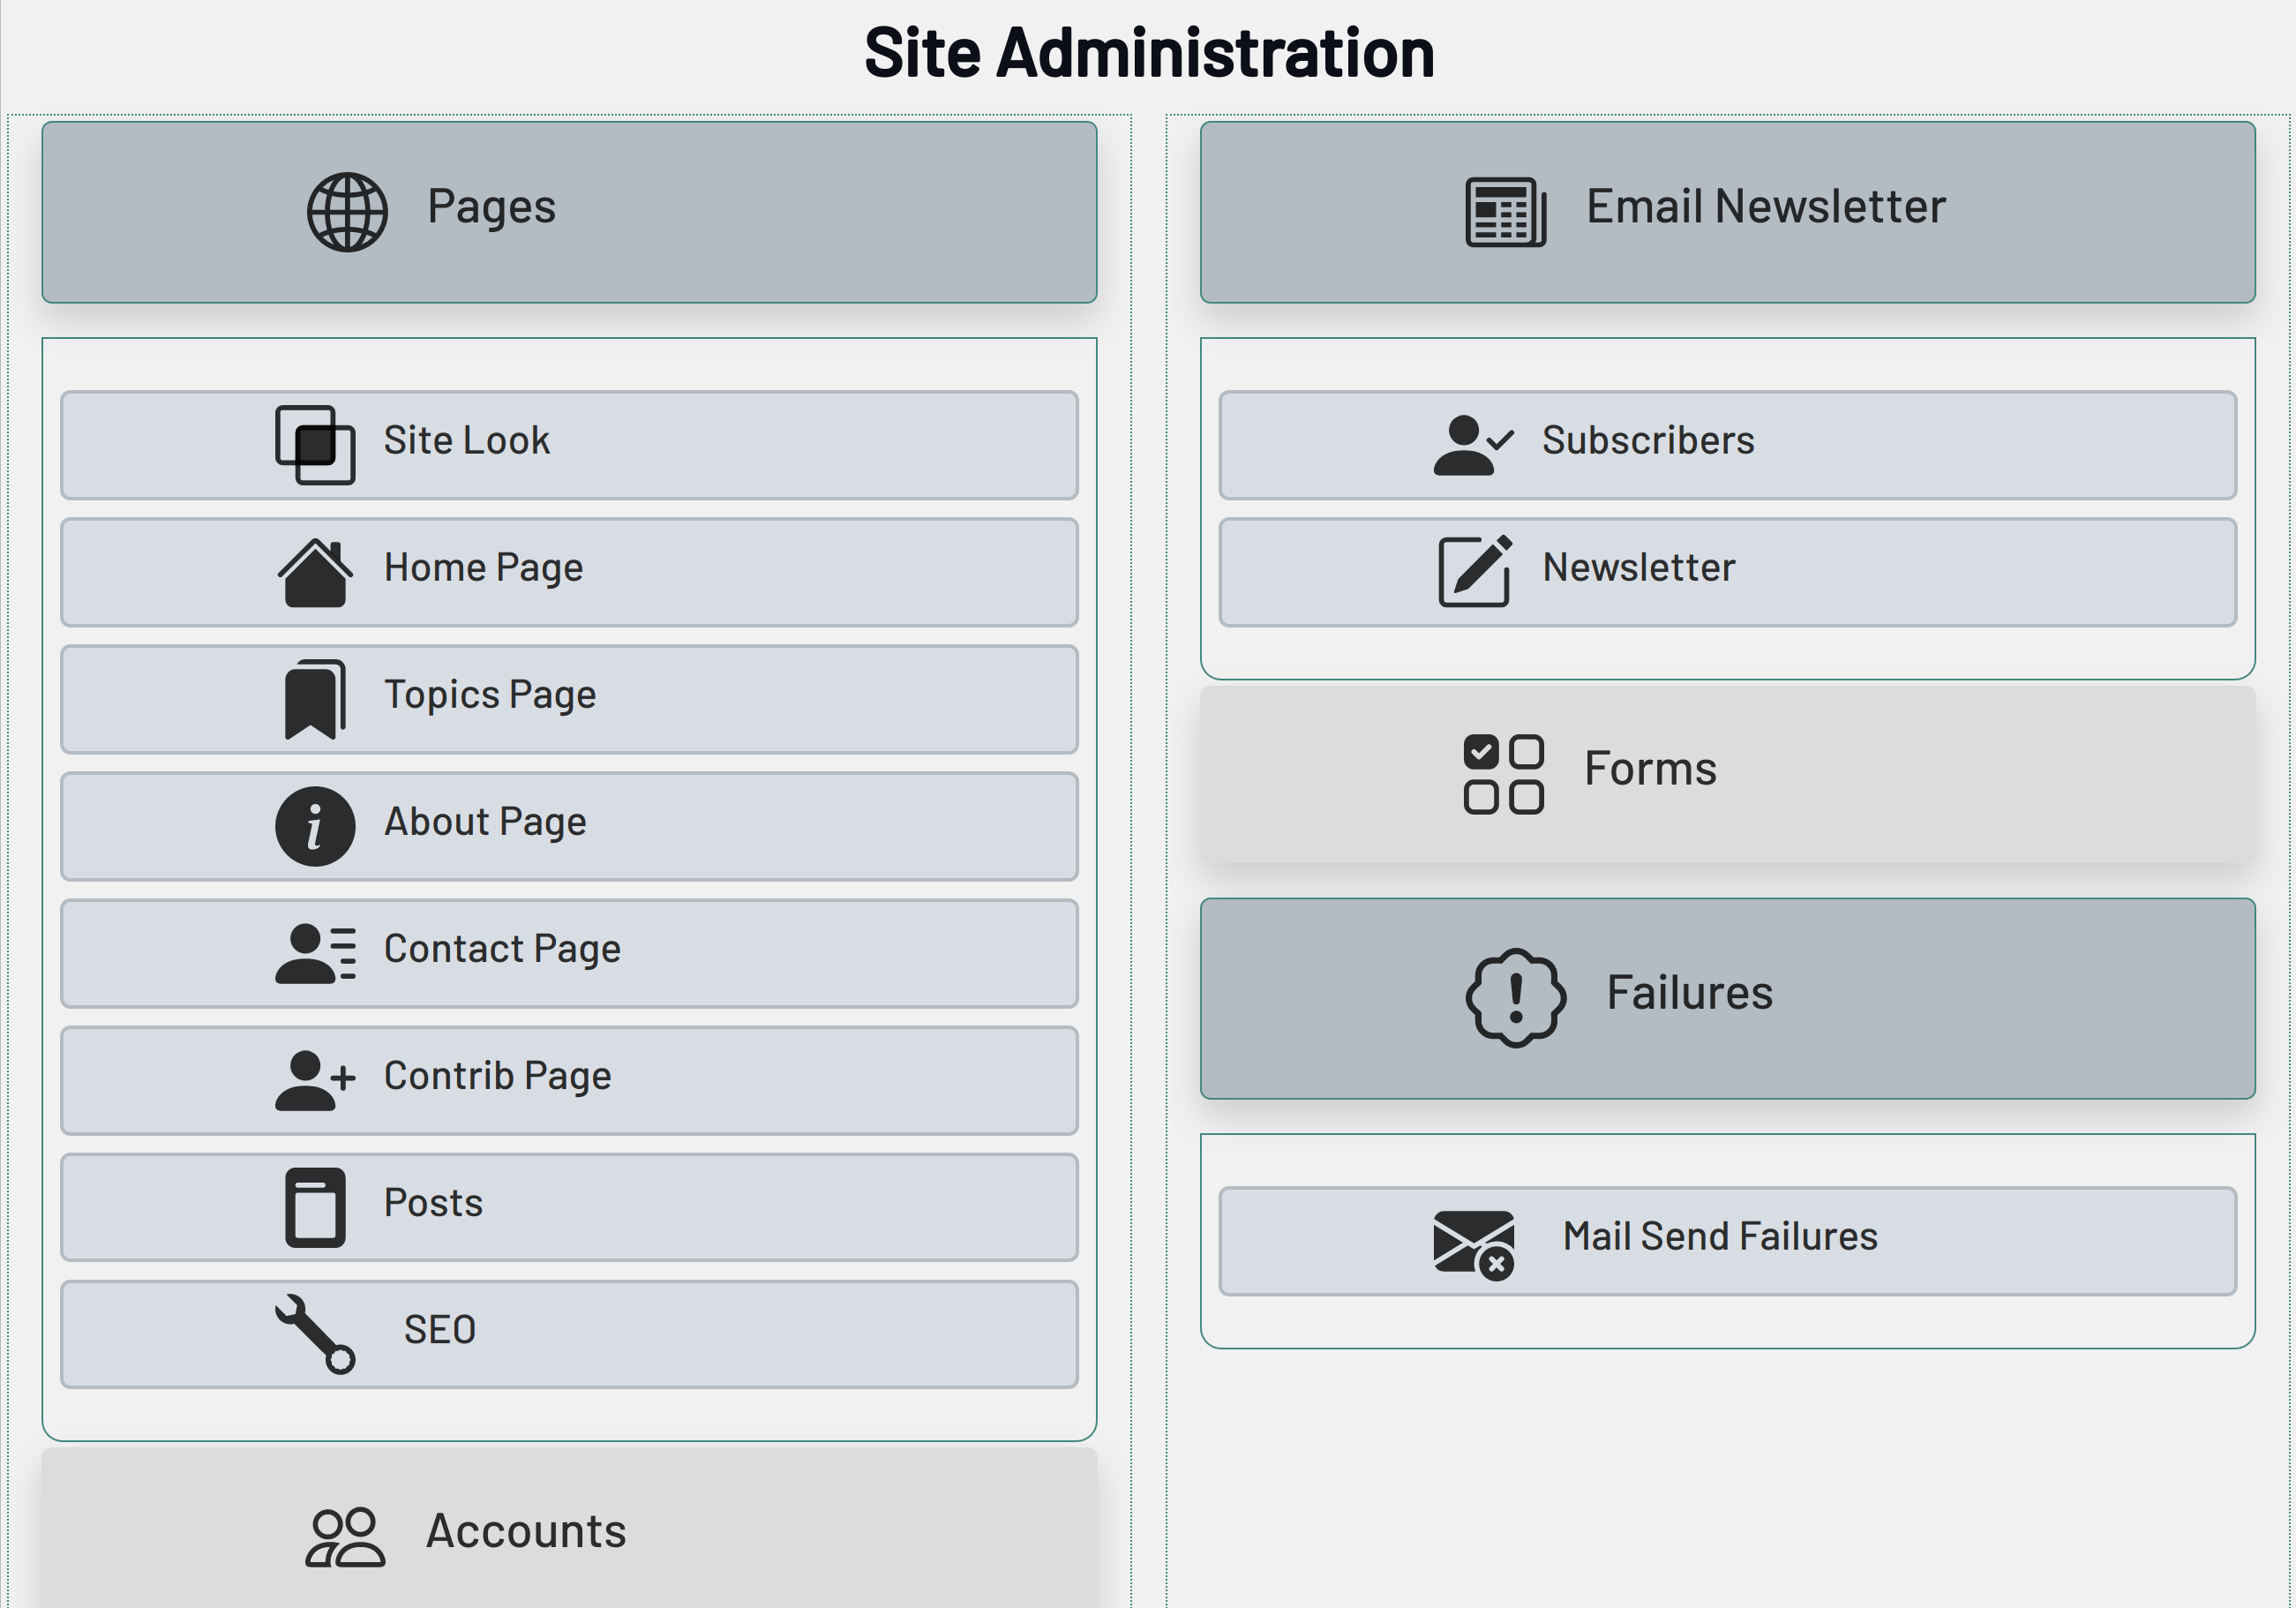 Site Administration
Pages
Site Look
Home Page
Topics Page
About Page
Contact Page
Contrib Page
Posts
SEO
Accounts
Email Newsletter
Subscribers
Newsletter
Forms
Failures
Mail Send Failures